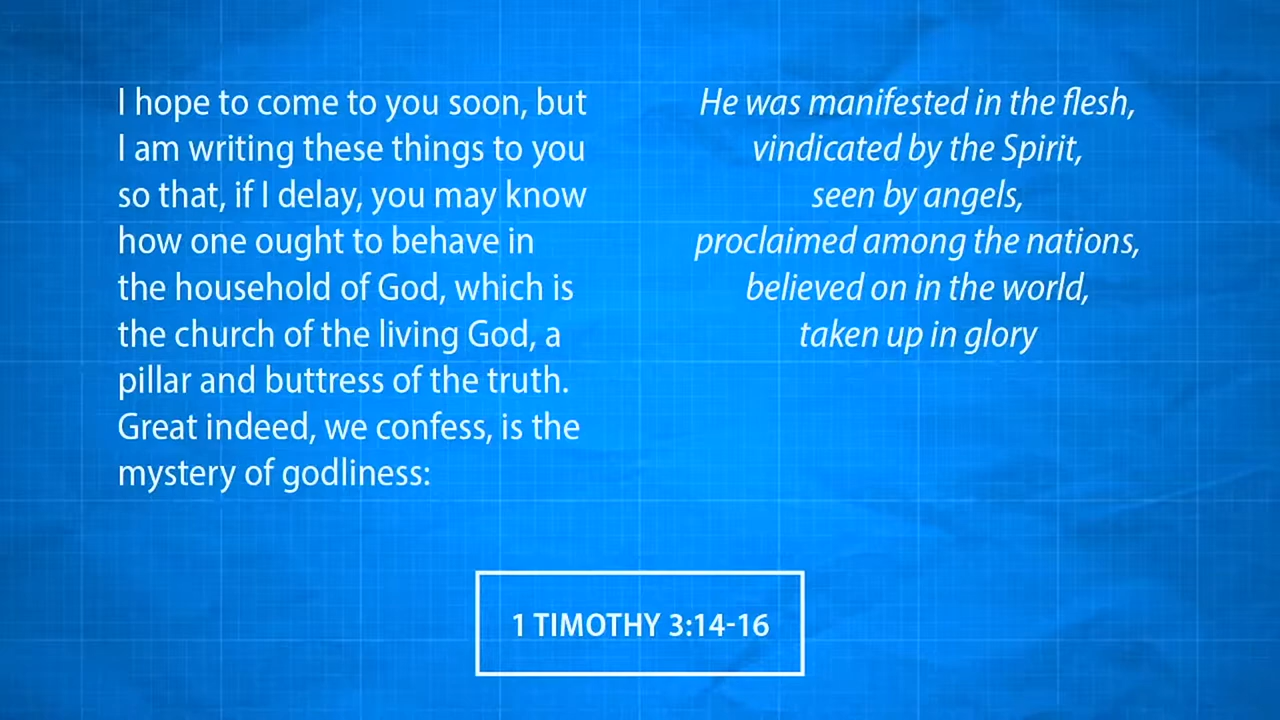 I hope to come to you soon, but
I am writing these things to you
so that, if I delay, you may know
how one ought to behave in
the household of God, which is
the church of the living God, a
pillar and buttress of the truth.
Great indeed, we confess, is the
mystery of godliness:
He was manifested in the flesh,
vindicated by the Spirit,
seen by angels,
proclaimed among the nations,
believed on in the world,
taken up in glory
1 TIMOTHY 3:14-16